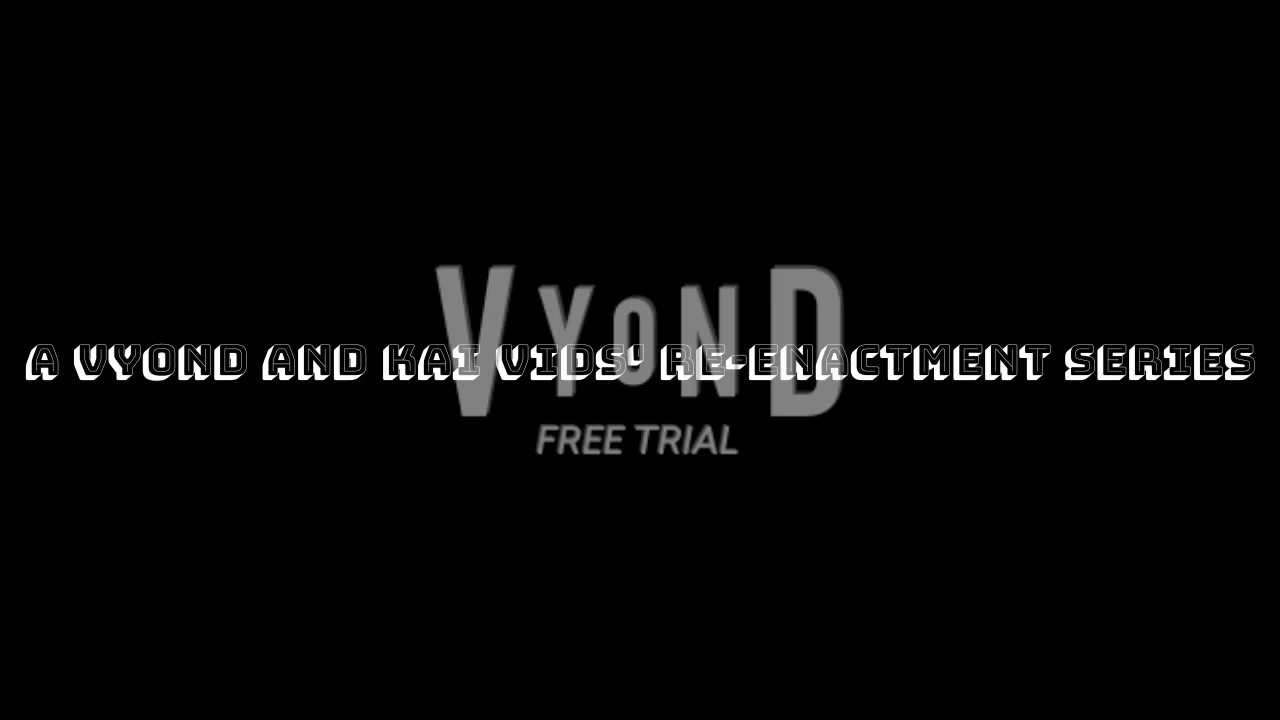 VYOND
A VYOND AND KAI VIDS' RE-ENACTMENT SERIES
FREE TRIAL